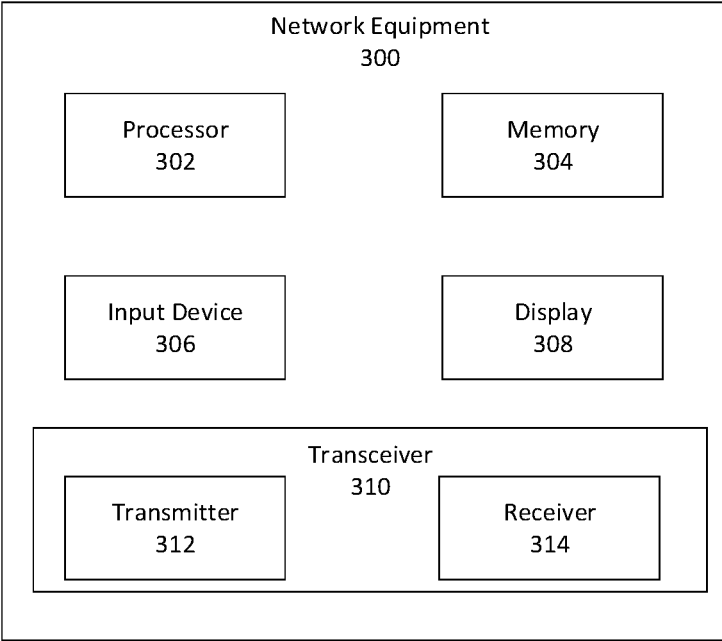 Network Equipment
300
Processor
302
Memory
304
Input Device
306
Display
308
Transceiver
310
Transmitter
312
Receiver
314